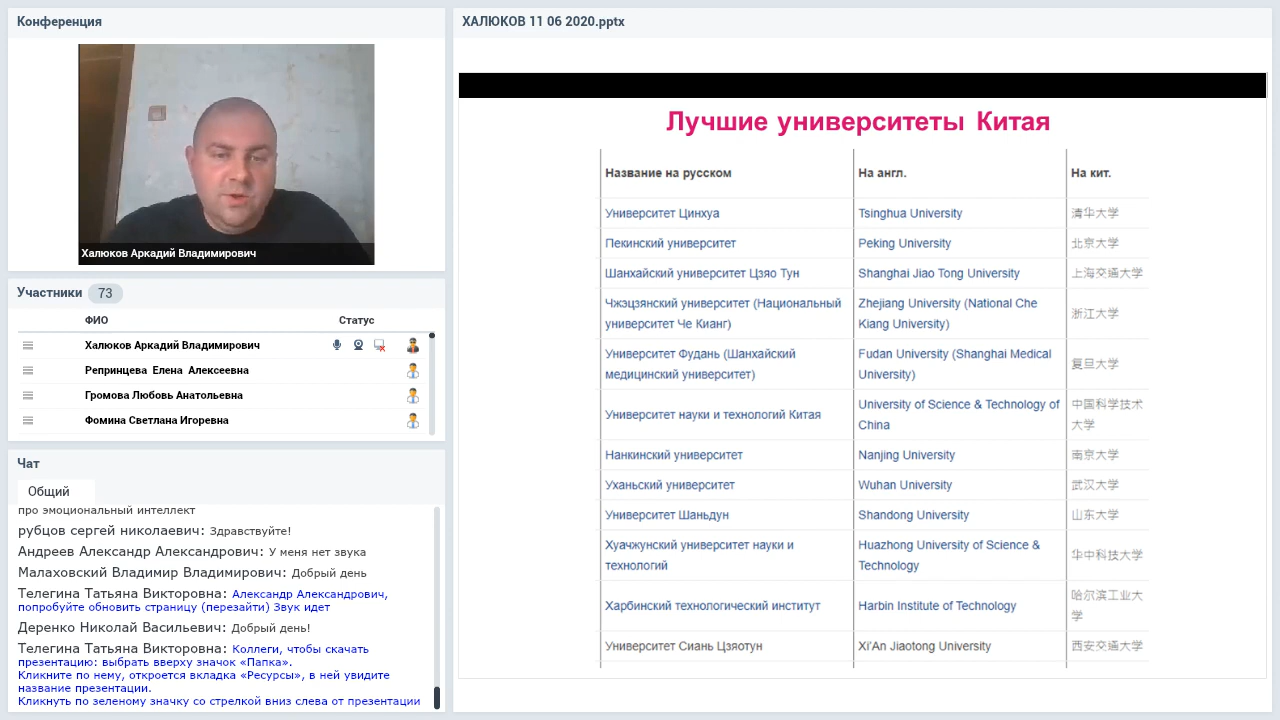 Конференция
Халюков Аркадий Владимирович
Участники 73
ФИО Статус
Халюков Аркадий Владимирович
Репринцева Елена Алексеевна
Громова Любовь Анатольевна
Фомина Светлана Игоревна
Чат
Общий
про эмоциональный интеллект
рубцов сергей николаевич: Здравствуйте!
Андреев Александр Александрович: У меня нет звука
Малаховский Владимир Владимирович: Добрый день
Телегина Татьяна Викторовна: Александр Александрович,
попробуйте обновить страницу (перезайти) Звук идет
Деренко Николай Васильевич: Добрый день!
Телегина Татьяна Викторовна: Коллеги, чтобы скачать
презентацию: выбрать вверху значок «Папка».
Кликните по нему, откроется вкладка «Ресурсы», в ней увидите
название презентации.
Кликнуть по зеленому значку со стрелкой вниз слева от презентации
ХАЛЮКОВ 11 06 2020.pptx
Лучшие университеты Китая
Название на русском На англ. На кит.
Университет Цинхуа Tsinghua University 清华大学
Пекинский университет Peking University 北京大学
Шанхайский университет Цзяо Тун Shanghai Jiao Tong University 上海交通大学
Чжэцзянский университет (Национальный
университет Че Кианг)
Zhejiang University (National Che
Kiang University)
浙江大学
Университет Фудань (Шанхайский
медицинский университет)
Fudan University (Shanghai Medical
University)
复旦大学
Университет науки и технологий Китая
University of Science & Technology of
China
中国科学技术
大学
Нанкинский университет Nanjing University 南京大学
Уханьский университет Wuhan University 武汉大学
Университет Шаньдун Shandong University 山东大学
Хуачжунский университет науки и
технологий
Huazhong University of Science &
Technology
华中科技大学
Харбинский технологический институт Harbin Institute of Technology
哈尔滨工业大
学
Университет Сиань Цзяотун Xi'An Jiaotong University 西安交通大学